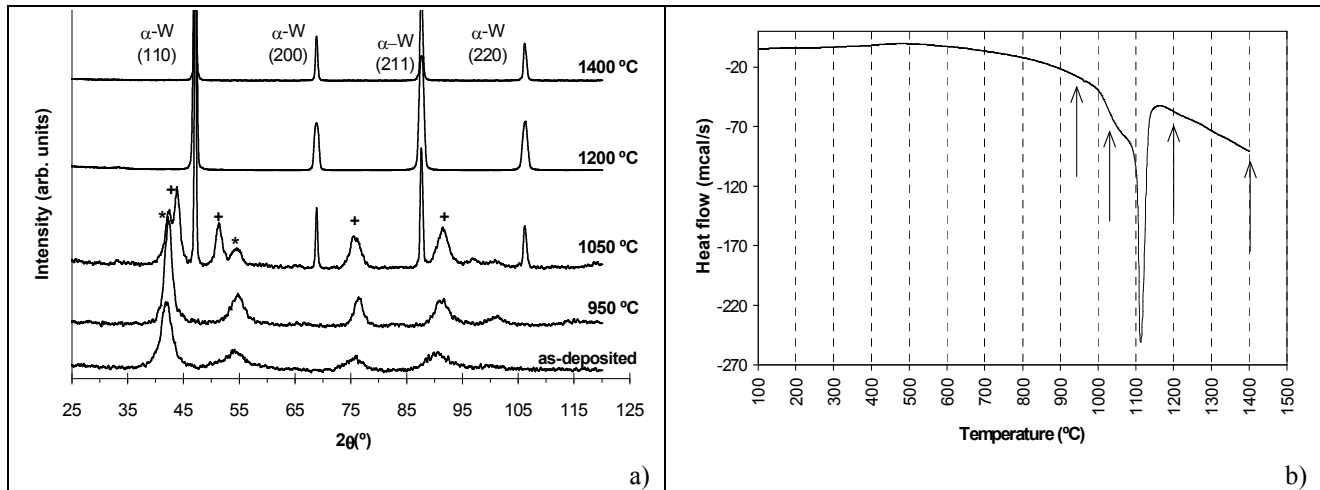 α-W
(110)
α-W
(200)
α–W
(211)
α-W
(220)
1400 ºC
1200 ºC
1050 ºC
950 ºC
as-deposited
*
+
+
*
+
+
Intensity (arb. units)
25 35 45 55 65 75 85 95 105 115 125
2θ(º)
a)
Heat flow (mcal/s)
-20
-70
-120
-170
-220
-270
100 200 300 400 500 600 700 800 900 1000 1100 1200 1300 1400 1500
Temperature (ºC)
b)